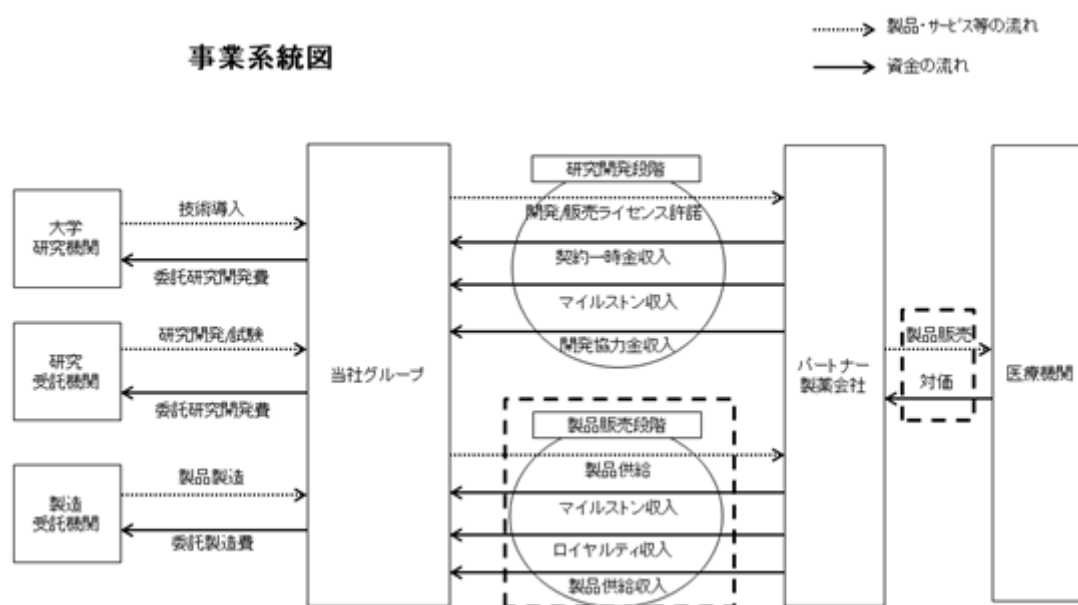 事業系統図
製品・サービス等の流れ
資金の流れ
大学
研究機関
技術導入
委託研究開発費
研究
受託機関
研究開発/試験
委託研究開発費
製造
受託機関
製品製造
委託製造費
当社グループ
研究開発段階
開発/販売ライセンス許諾
契約一時金収入
マイルストン収入
開発協力金収入
製品販売段階
製品供給
マイルストン収入
ロイヤルティ収入
製品供給収入
パートナー
製薬会社
製品販売
対価
医療機関